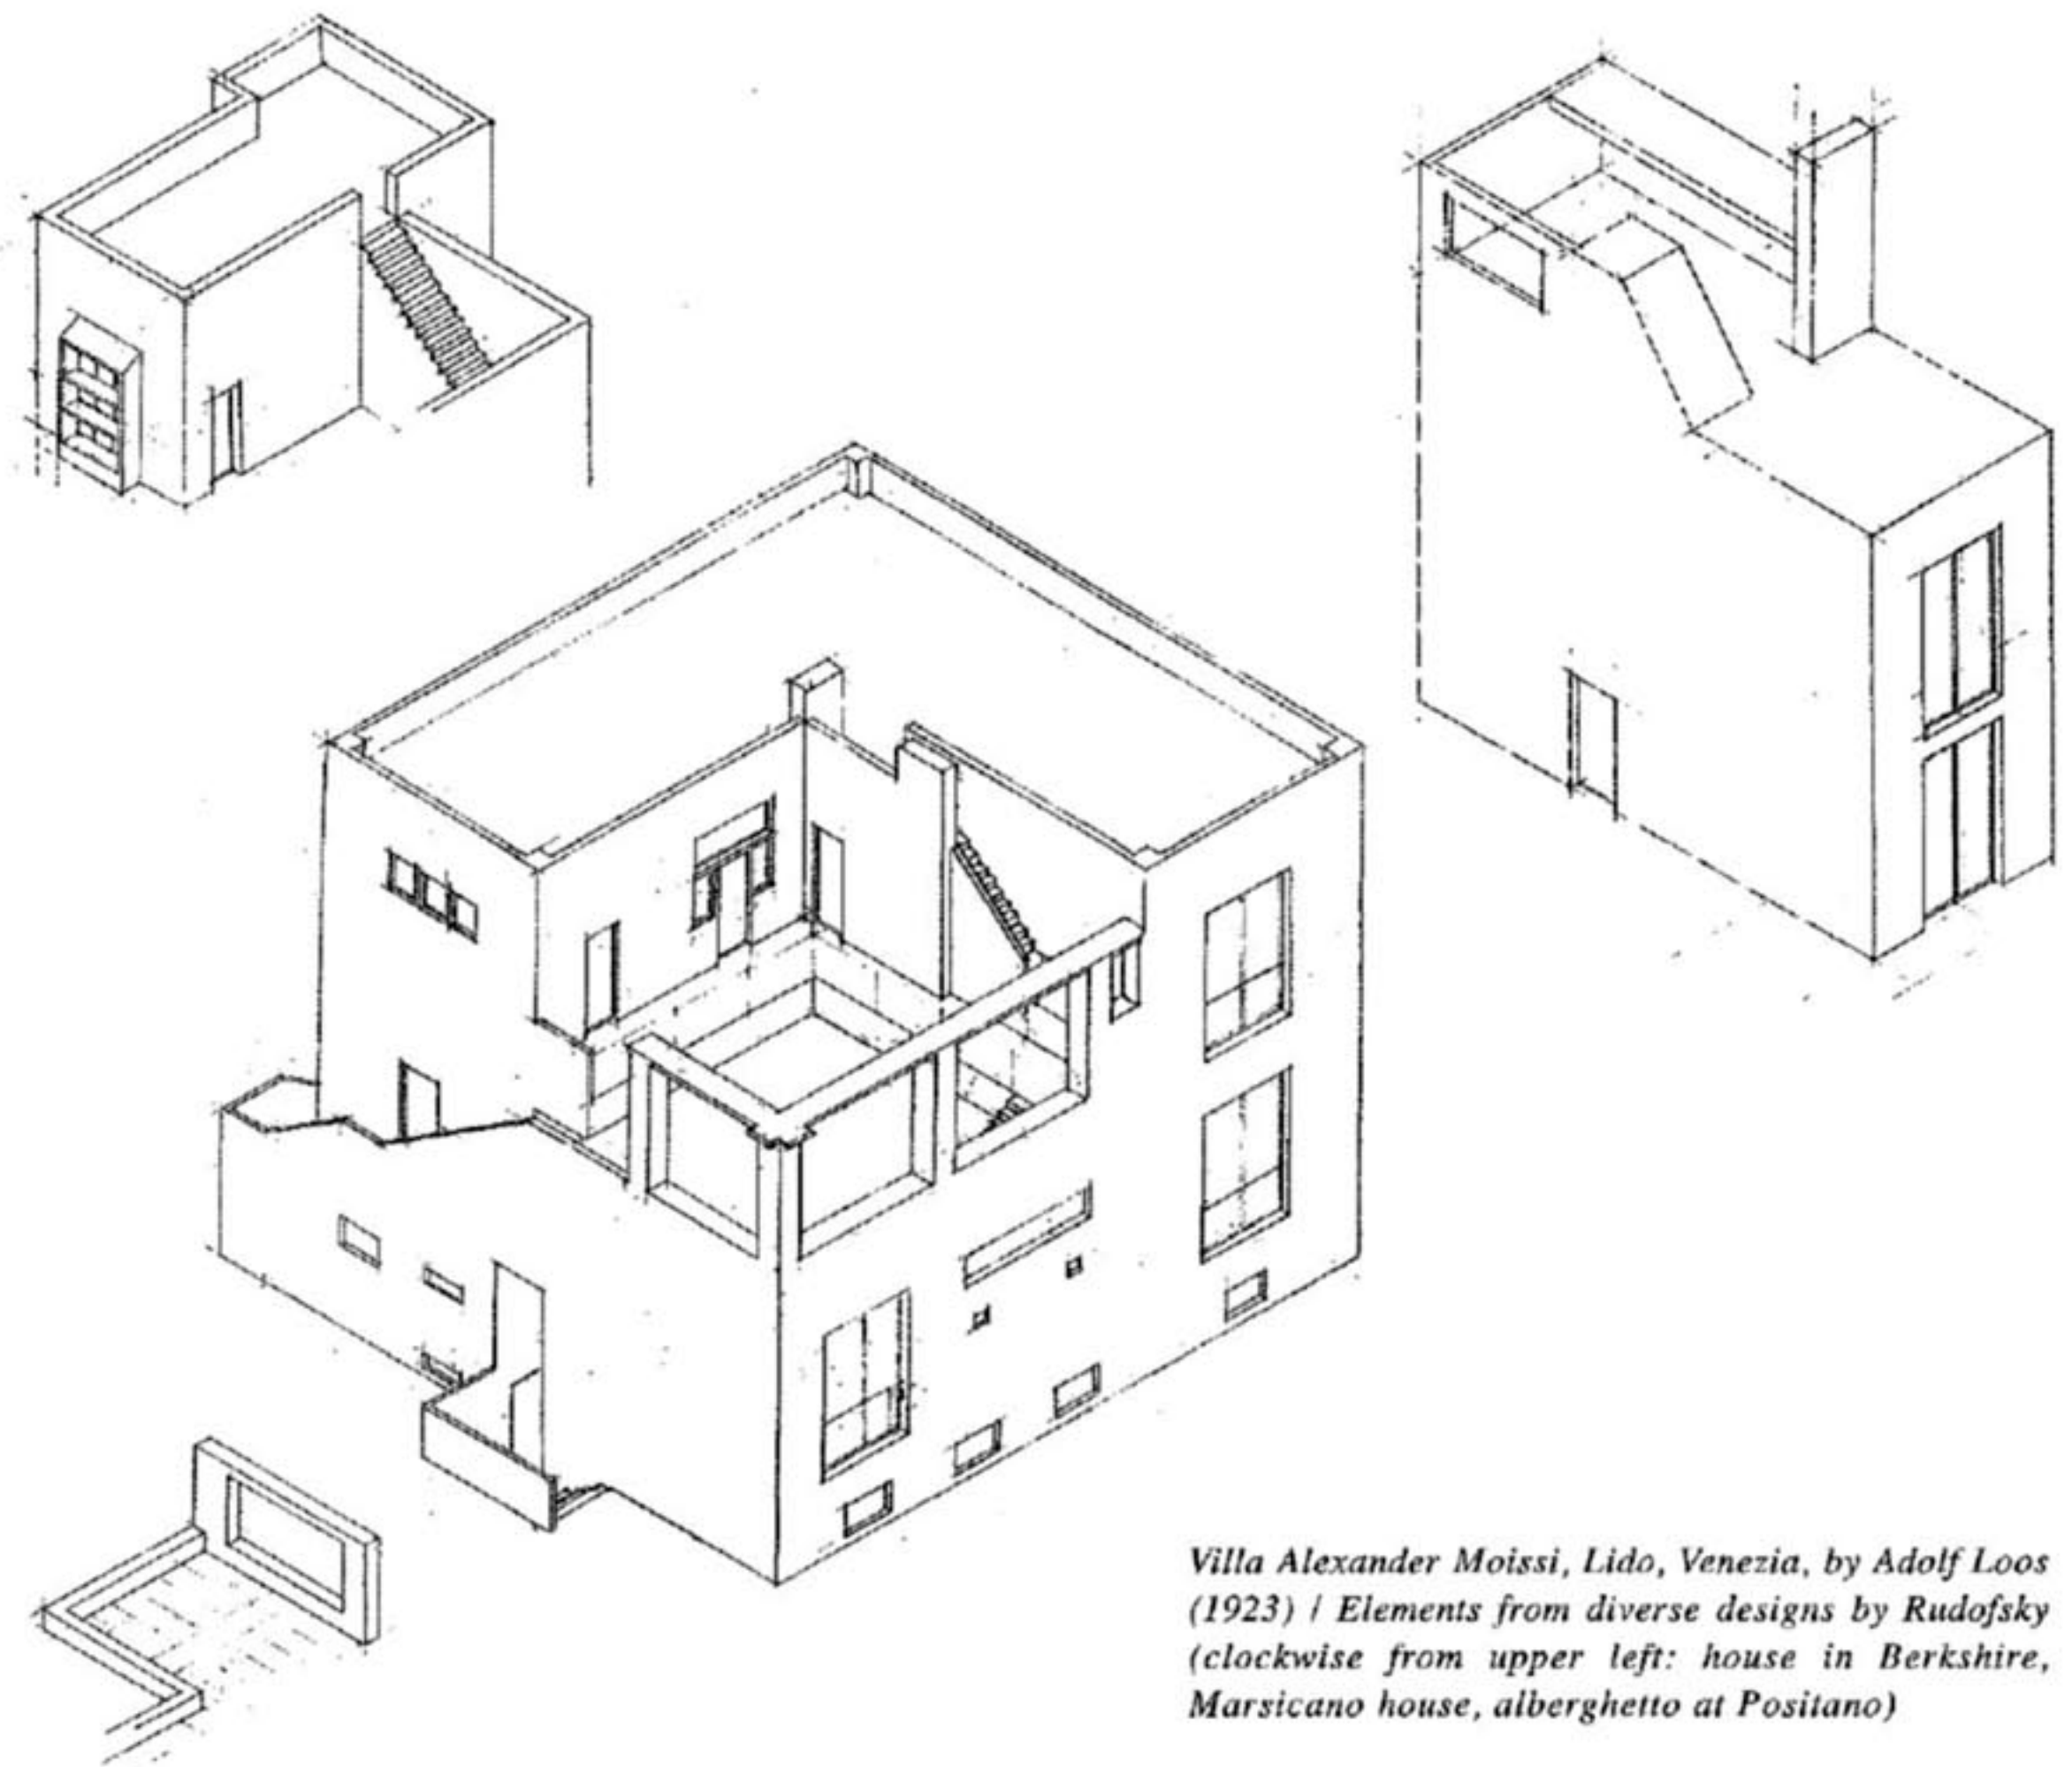 Villa Alexander Moissi, Lido, Venezia, by Adolf Loos
(1923) / Elements from diverse designs by Rudofsky
(clockwise from upper left: house in Berkshire,
Marsicano house, alberghetto at Positano)